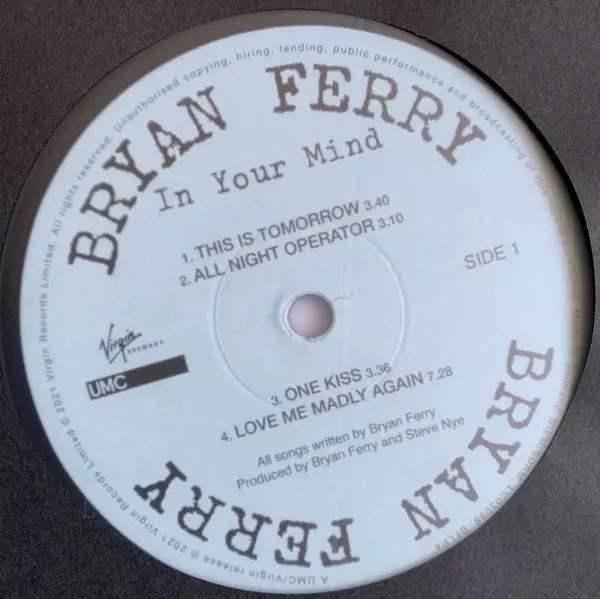 BRYAN FERRY
In Your Mind
1. THIS IS TOMORROW 3.40
2. ALL NIGHT OPERATOR 3.10
SIDE 1
Virgin
RECORDS
UMC
3. ONE KISS 3.36
4. LOVE ME MADLY AGAIN 7.28
All songs written by Bryan Ferry
Produced by Bryan Ferry and Steve Nye
BRYAN FERRY
A UMC/Virgin release ℗ 2021 Virgin Records Limited © 2021 Virgin Records Limited. All rights reserved. Unauthorised copying, hiring, lending, public performance and broadcasting of this